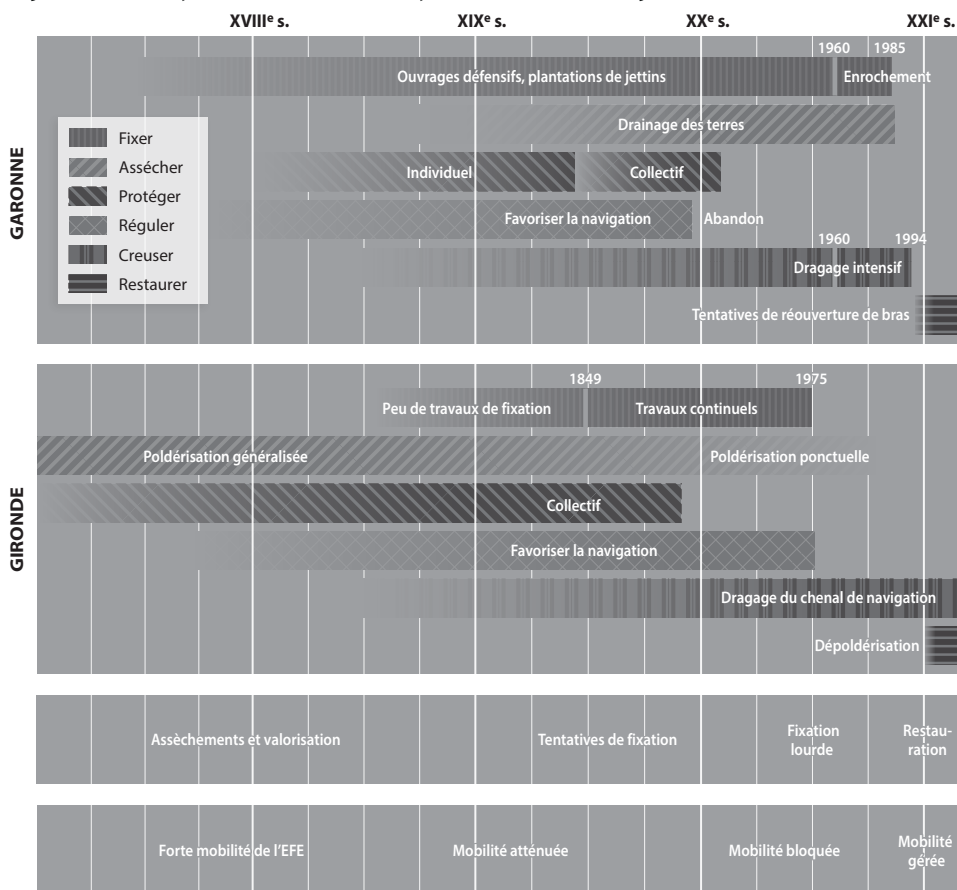 XVIIIᵉ s. XIXᵉ s. XXᵉ s. XXIᵉ s.
GARONNE
1960 1985
Ouvrages défensifs, plantations de jettins Enrochement
Drainage des terres
Fixer
Assécher
Protéger
Réguler
Creuser
Restaurer
Individuel Collectif
Favoriser la navigation Abandon
1960 1994
Dragage intensif
Tentatives de réouverture de bras
GIRONDE
1849 1975
Peu de travaux de fixation Travaux continuels
Poldérisation généralisée Poldérisation ponctuelle
Collectif
Favoriser la navigation
Dragage du chenal de navigation
Dépoldérisation
Assèchements et valorisation Tentatives de fixation
Fixation
lourde
Restau-
ration
Forte mobilité de l'EFE Mobilité atténuée Mobilité bloquée
Mobilité
gérée